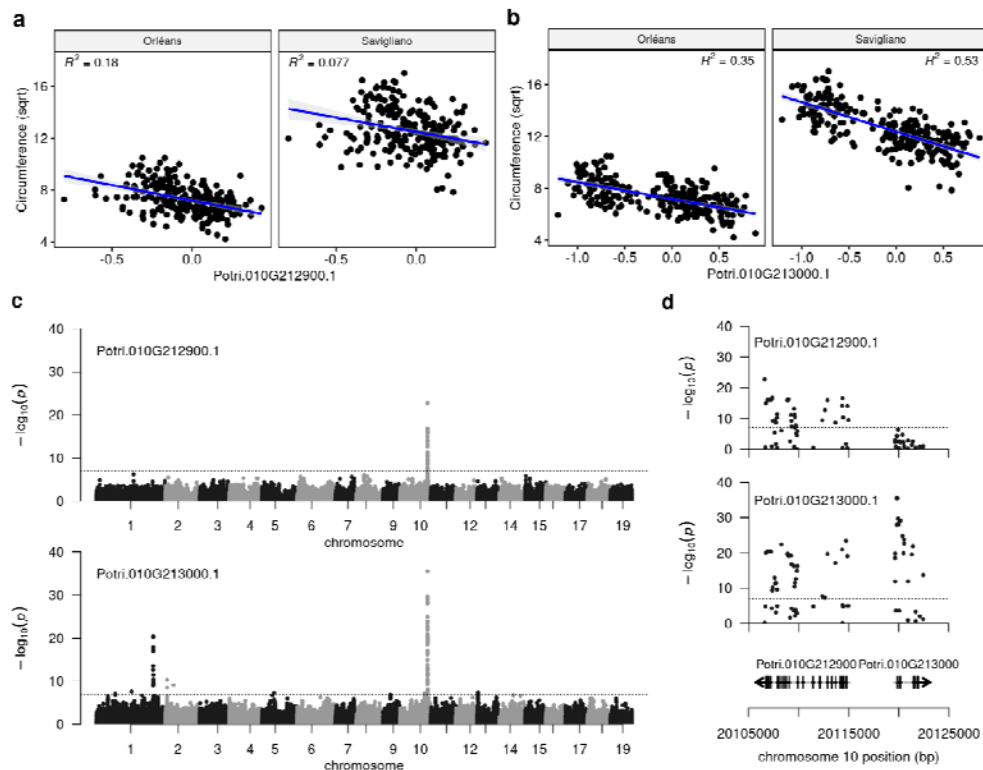 a
Orléans
Savigliano
R² = 0.18
R² = 0.077
Circumference (sqrt)
16
12
8
4
-0.5
0.0
-0.5
0.0
Potri.010G212900.1
b
Orléans
Savigliano
R² = 0.35
R² = 0.53
Circumference (sqrt)
16
12
8
4
-1.0 -0.5 0.0 0.5
-1.0 -0.5 0.0 0.5
Potri.010G213000.1
c
Potri.010G212900.1
− log₁₀(p)
40
30
20
10
0
1 2 3 4 5 6 7 8 9 10 12 14 15 17 19
chromosome
Potri.010G213000.1
− log₁₀(p)
40
30
20
10
0
1 2 3 4 5 6 7 8 9 10 12 14 15 17 19
chromosome
d
Potri.010G212900.1
− log₁₀(p)
40
30
20
10
0
Potri.010G213000.1
− log₁₀(p)
40
30
20
10
0
Potri.010G212900 Potri.010G213000
20105000 20115000 20125000
chromosome 10 position (bp)